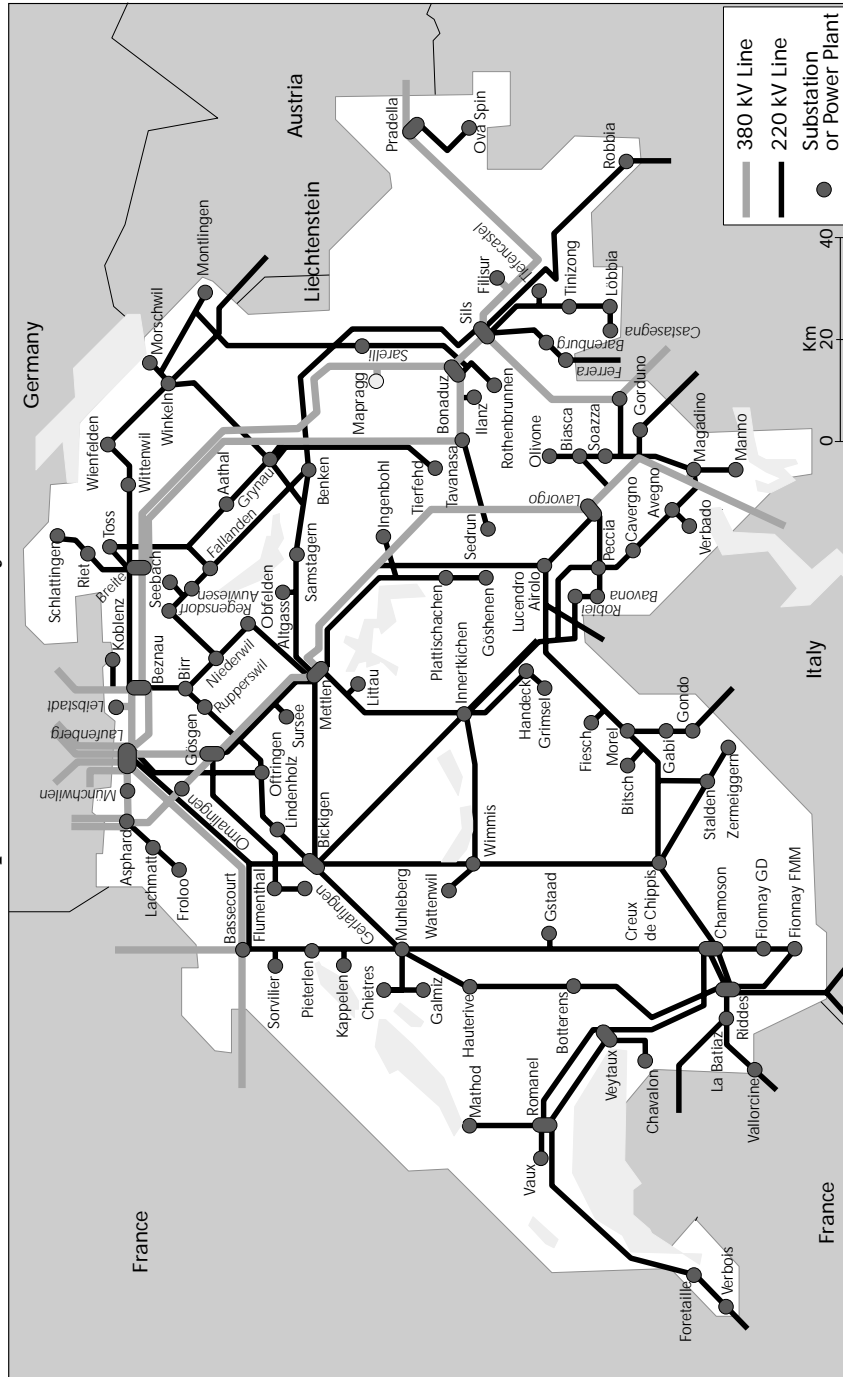 Germany
Austria
Liechtenstein
France
France
Italy
Schlattingen
Riet
Toss
Breite
Koblenz
Leibstadt
Laufenberg
Münchwilen
Asphard
Lachmatt
Froloo
Ormalingen
Gösgen
Beznau
Birr
Niederwil
Rupperswil
Seebach
Regensdorf
Auwiesen
Fallanden
Aathal
Grynau
Wittenwil
Wienfelden
Winkeln
Morschwil
Montlingen
Bassecourt
Flumenthal
Gerlafingen
Lindenholz
Oftringen
Sursee
Obfelden
Altgass
Samstagern
Benken
Sorvilier
Pieterlen
Kappelen
Chietres
Galmiz
Muhleberg
Bickigen
Mettlen
Littau
Ingenbohl
Tierfehd
Mapragg
Sarelli
Pradella
Ova Spin
Hauterive
Botterens
Gstaad
Wattenwil
Wimmis
Innertkichen
Plattischachen
Göshenen
Sedrun
Tavanasa
Bonaduz
Ilanz
Rothenbrunnen
Sils
Filisur
Tiefencastel
Tinizong
Löbbia
Castasegna
Barenburg
Ferrera
Robbia
Mathod
Romanel
Vaux
Veytaux
Chavalon
Handeck
Grimsel
Lucendro
Airolo
Lavorgo
Olivone
Biasca
Soazza
Gorduno
Peccia
Cavergno
Avegno
Verbado
Magadino
Manno
Robiei
Bavona
Fiesch
Morel
Bitsch
Gabi
Gondo
Stalden
Zermeiggern
Creux
de Chippis
Chamoson
Fionnay GD
Fionnay FMM
Riddes
La Batiaz
Vallorcine
Foretaille
Verbois
380 kV Line
220 kV Line
Substation
or Power Plant
0 20 40
Km